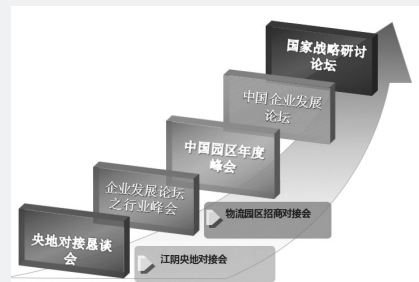 国家战略研讨
论坛
中国企业发展
论坛
中国园区年度
峰会
企业发展论坛
之行业峰会
物流园区招商对接会
央地对接恳谈
会
江阴央地对接会